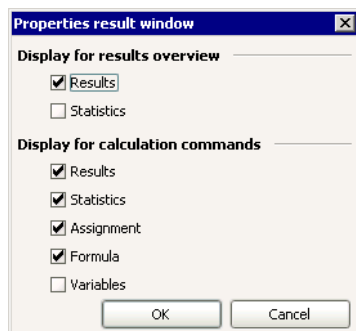 Properties result window
Display for results overview
Results
Statistics
Display for calculation commands
Results
Statistics
Assignment
Formula
Variables
OK Cancel